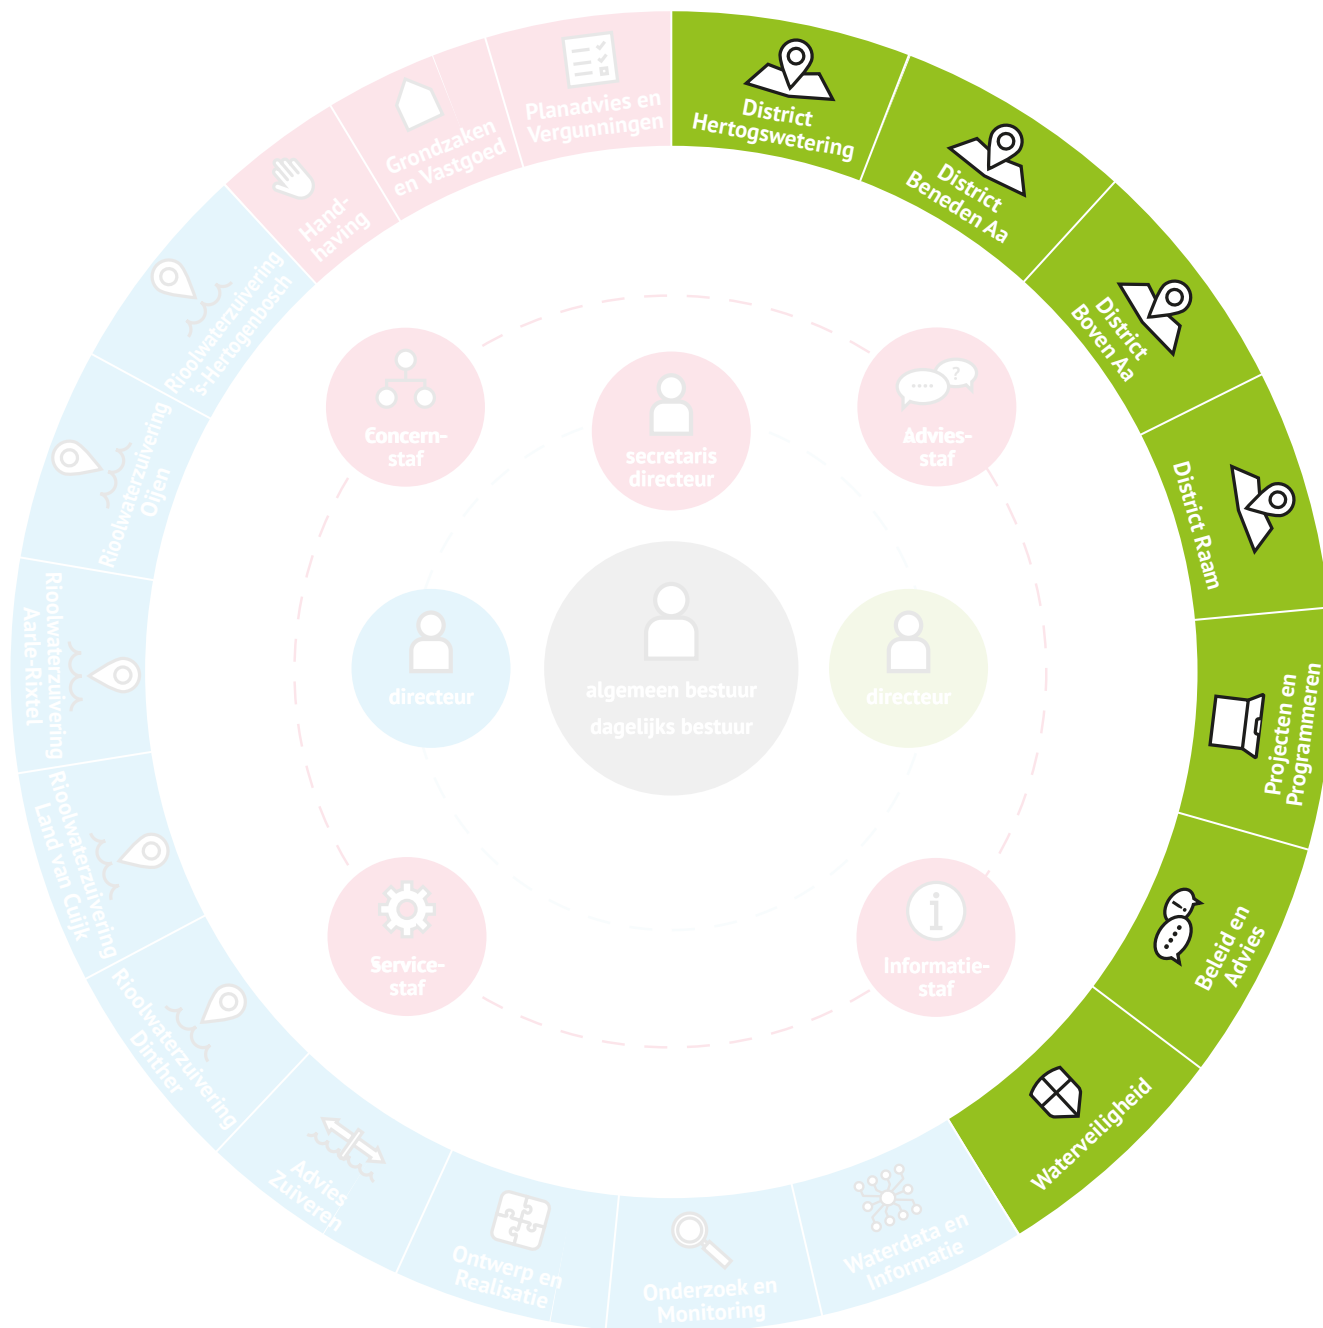 District
Hertogswetering
District
Beneden Aa
District
Boven Aa
District Raam
Projecten en
Programmeren
Beleid en
Advies
Waterveiligheid
Waterdata en
Informatie
Onderzoek en
Monitoring
Ontwerp en
Realisatie
Advies
Zuiveren
Rioolwaterzuivering
Dinther
Rioolwaterzuivering
Land van Cuijk
Rioolwaterzuivering
Aarle-Rixtel
Rioolwaterzuivering
Oijen
Rioolwaterzuivering
's-Hertogenbosch
Hand-
having
Grondzaken
en Vastgoed
Planadvies en
Vergunningen
Concern-
staf
secretaris
directeur
?
Advies-
staf
directeur
algemeen bestuur
dagelijks bestuur
directeur
Service-
staf
i
Informatie-
staf